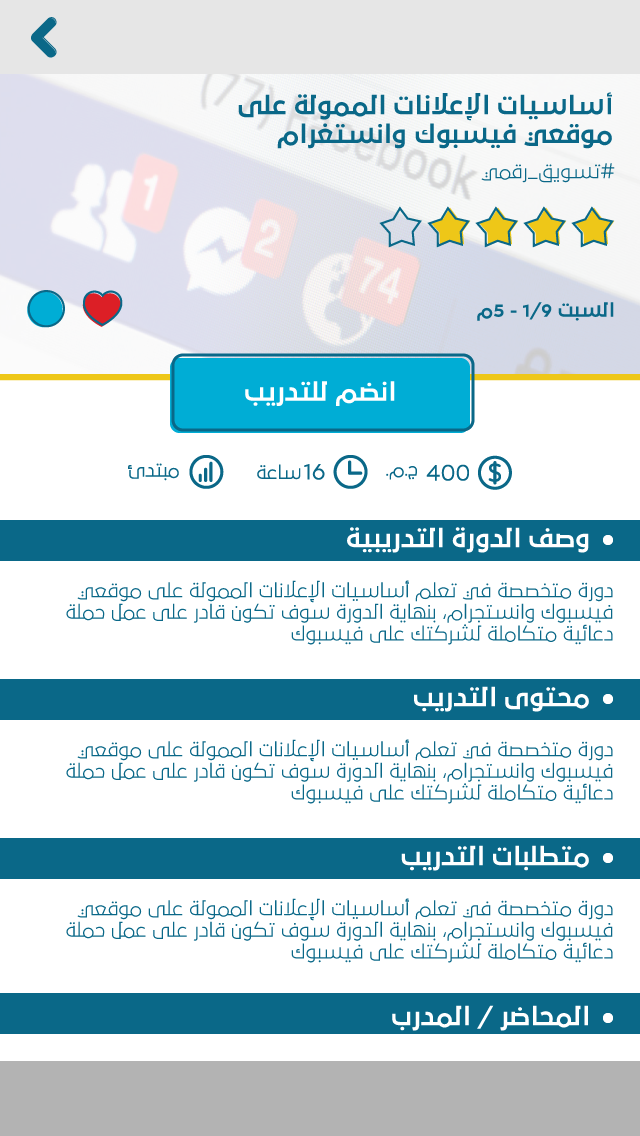 أساسيات الإعلانات الممولة على
موقعي فيسبوك وانستغرام
#تسويق_رقمي
(77) Facebook
1
2
74
السبت 1/9 - 5م
انضم للتدريب
$ 400 ج.م.
16ساعة
مبتدئ
• وصف الدورة التدريبية
دورة متخصصة في تعلم أساسيات الإعلانات الممولة على موقعي
فيسبوك وانستجرام، بنهاية الدورة سوف تكون قادر على عمل حملة
دعائية متكاملة لشركتك على فيسبوك
• محتوى التدريب
دورة متخصصة في تعلم أساسيات الإعلانات الممولة على موقعي
فيسبوك وانستجرام، بنهاية الدورة سوف تكون قادر على عمل حملة
دعائية متكاملة لشركتك على فيسبوك
• متطلبات التدريب
دورة متخصصة في تعلم أساسيات الإعلانات الممولة على موقعي
فيسبوك وانستجرام، بنهاية الدورة سوف تكون قادر على عمل حملة
دعائية متكاملة لشركتك على فيسبوك
• المحاضر / المدرب